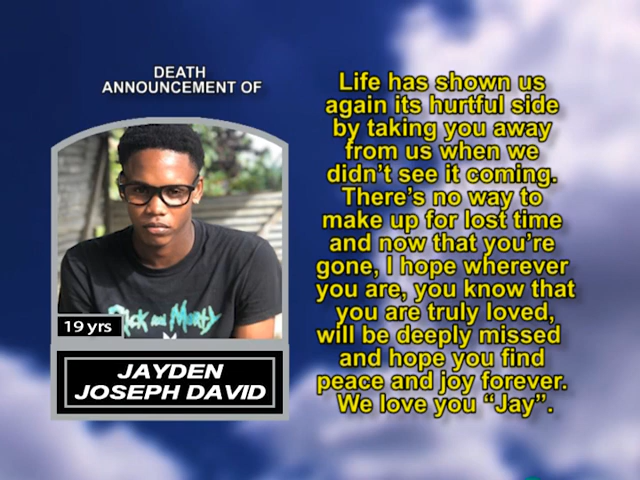 DEATH
ANNOUNCEMENT OF
Rick and Morty
19 yrs
JAYDEN
JOSEPH DAVID
Life has shown us
again its hurtful side
by taking you away
from us when we
didn't see it coming.
There's no way to
make up for lost time
and now that you're
gone, I hope wherever
you are, you know that
you are truly loved,
will be deeply missed
and hope you find
peace and joy forever.
We love you “Jay”.